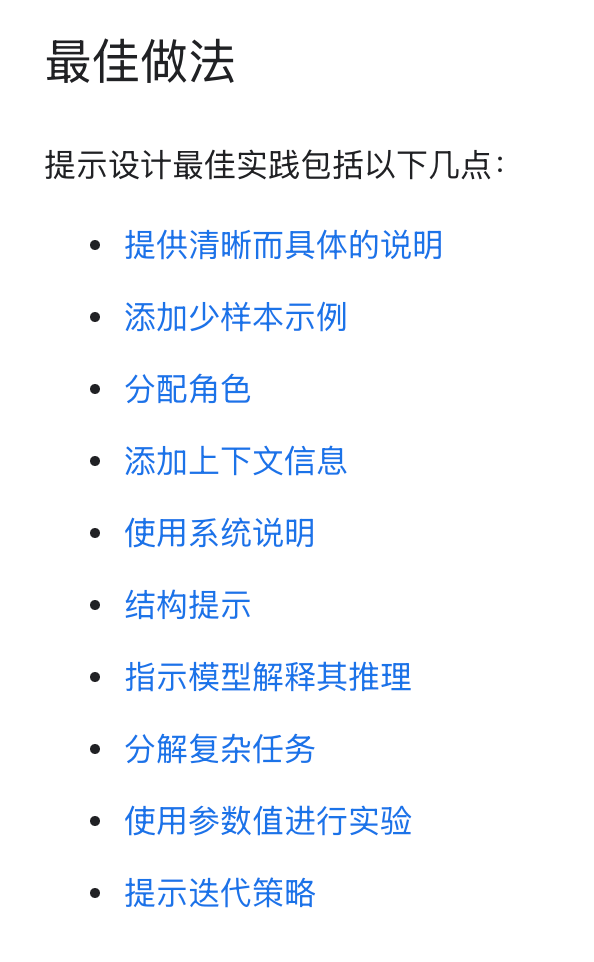 最佳做法
提示设计最佳实践包括以下几点：
• 提供清晰而具体的说明
• 添加少样本示例
• 分配角色
• 添加上下文信息
• 使用系统说明
• 结构提示
• 指示模型解释其推理
• 分解复杂任务
• 使用参数值进行实验
• 提示迭代策略